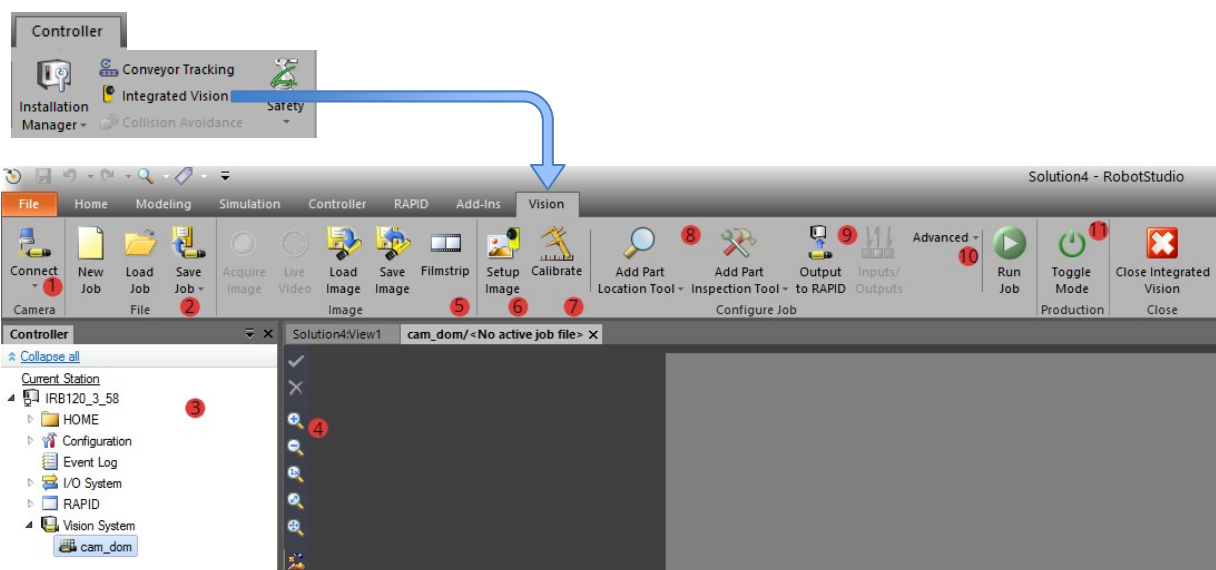 Controller
Conveyor Tracking
Integrated Vision
Collision Avoidance
Installation
Manager
Safety
Solution4 - RobotStudio
File Home Modeling Simulation Controller RAPID Add-Ins Vision
Connect
1
New
Job
Load
Job
Save
Job
2
Acquire
Image
Live
Video
Load
Image
Save
Image
Filmstrip
5
Setup
Image
6
Calibrate
7
Add Part
Location Tool
8
Add Part
Inspection Tool
Output
to RAPID
9
Inputs/
Outputs
Advanced
10
Run
Job
Toggle
Mode
11
Close Integrated
Vision
Camera File Image Configure Job Production Close
Controller
Collapse all
Current Station
IRB120_3_58
3
HOME
Configuration
Event Log
I/O System
RAPID
Vision System
cam_dom
Solution4:View1 cam_dom/<No active job file>
4
1x